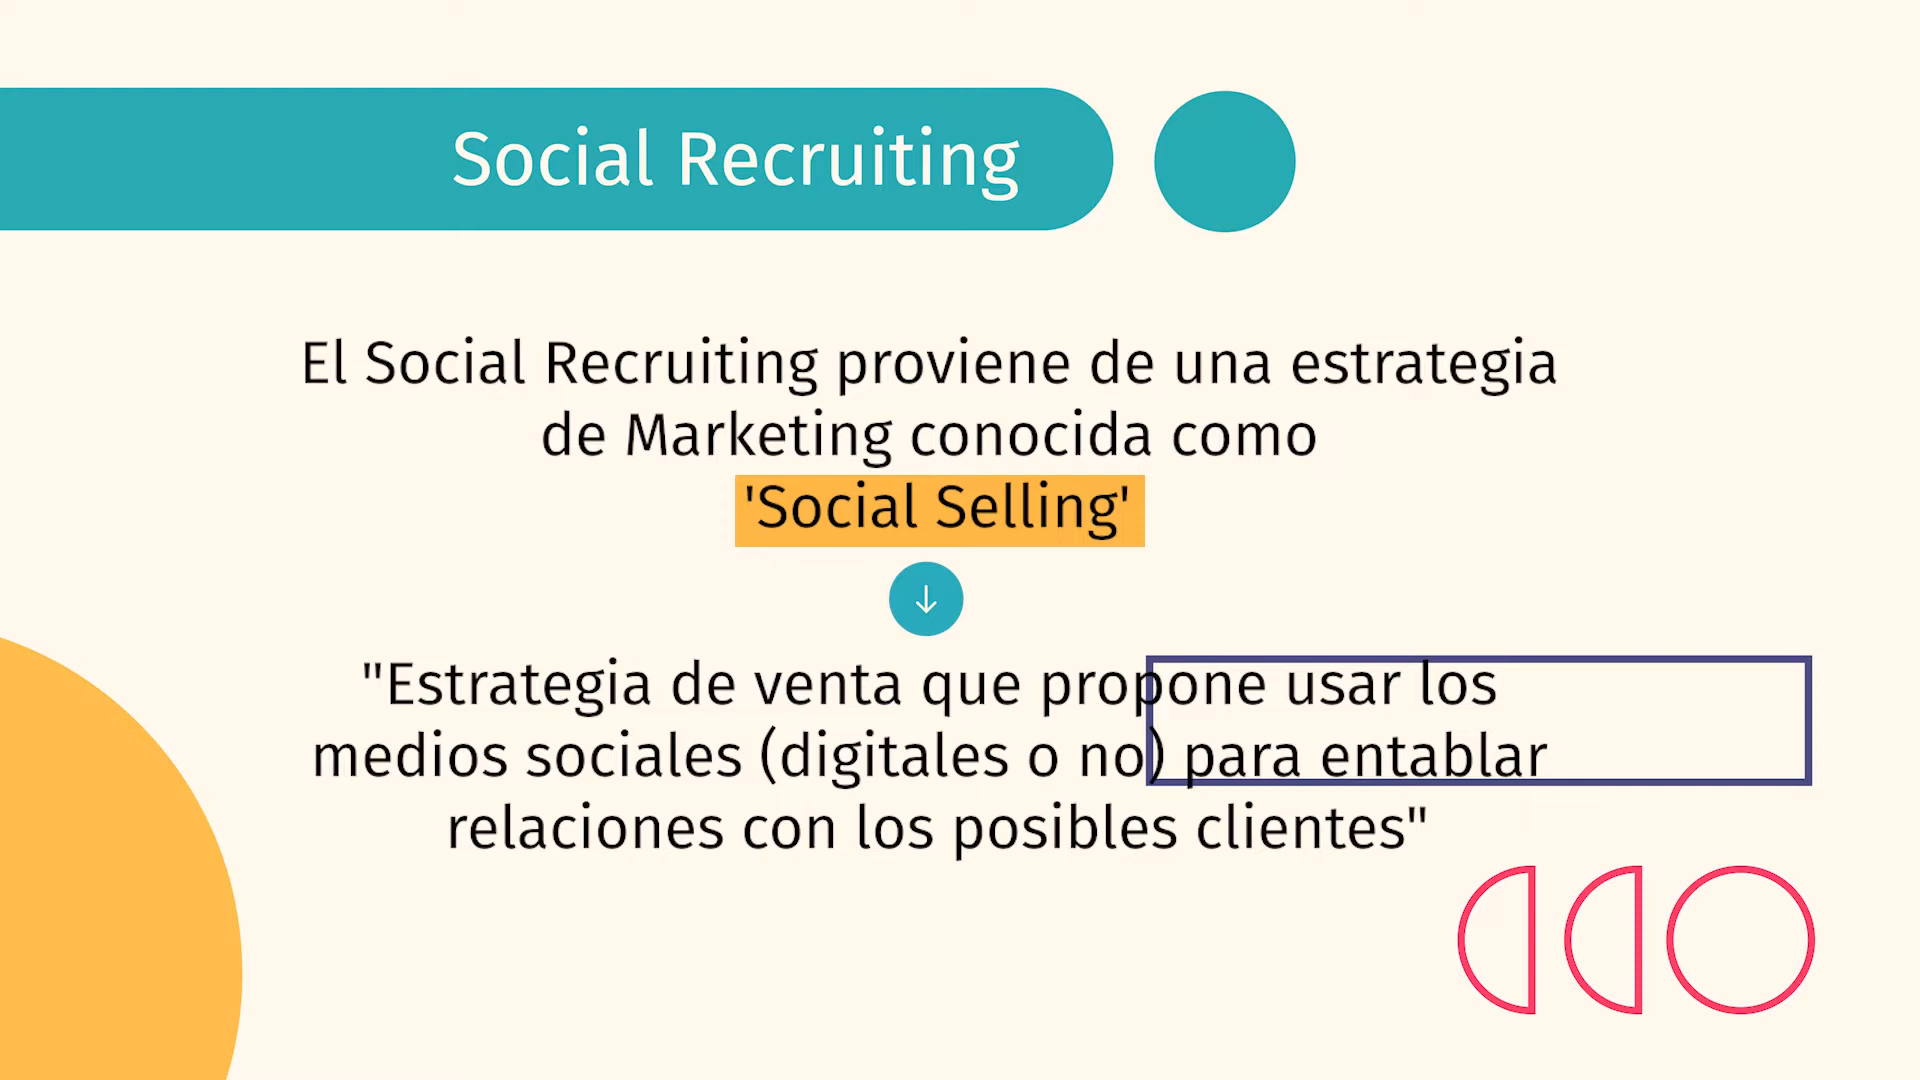 Social Recruiting
El Social Recruiting proviene de una estrategia
de Marketing conocida como
'Social Selling'
"Estrategia de venta que propone usar los
medios sociales (digitales o no) para entablar
relaciones con los posibles clientes"